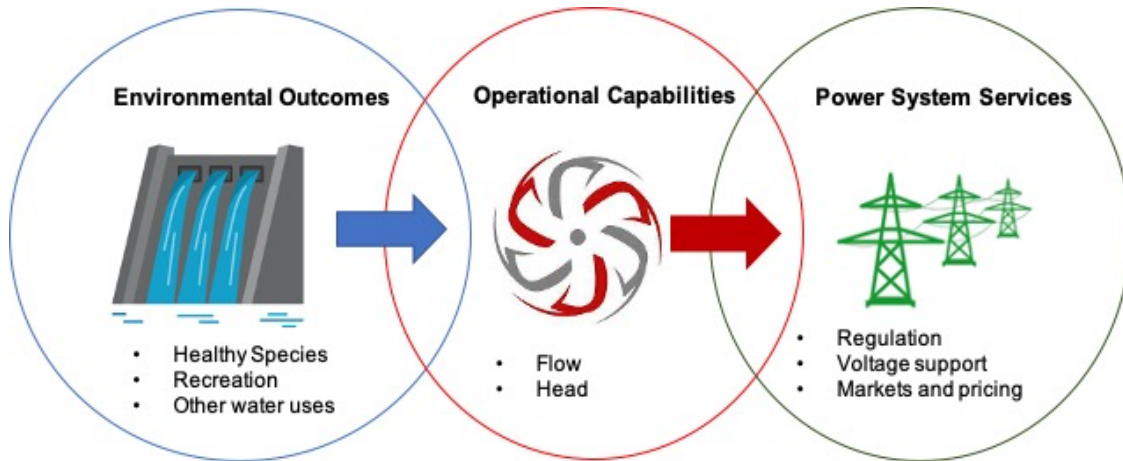 Environmental Outcomes
• Healthy Species
• Recreation
• Other water uses
Operational Capabilities
• Flow
• Head
Power System Services
• Regulation
• Voltage support
• Markets and pricing